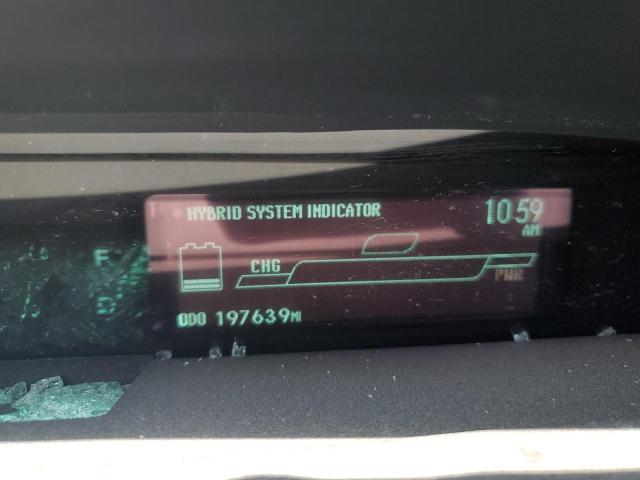 HYBRID SYSTEM INDICATOR
10:59
AM
F
CHG
PWR
ODO 197639MI